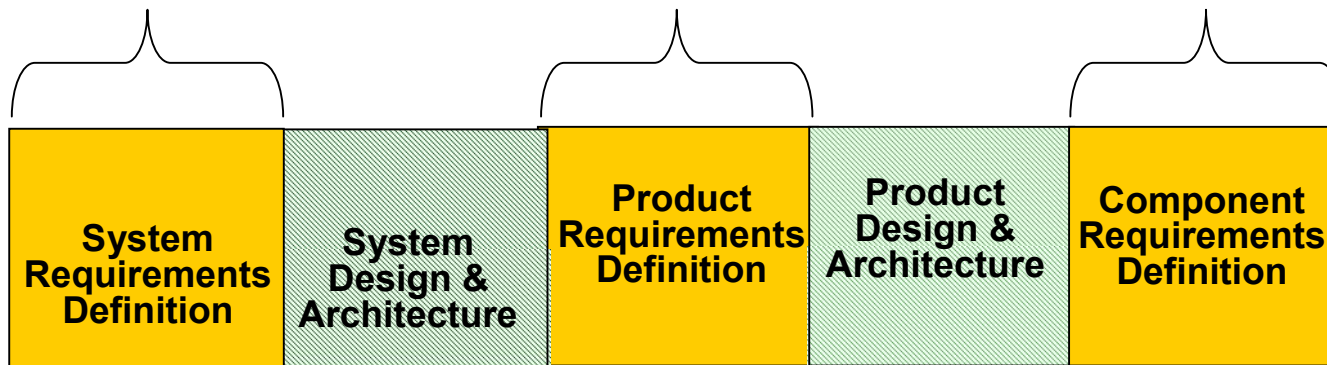 System
Requirements
Definition
System
Design &
Architecture
Product
Requirements
Definition
Product
Design &
Architecture
Component
Requirements
Definition